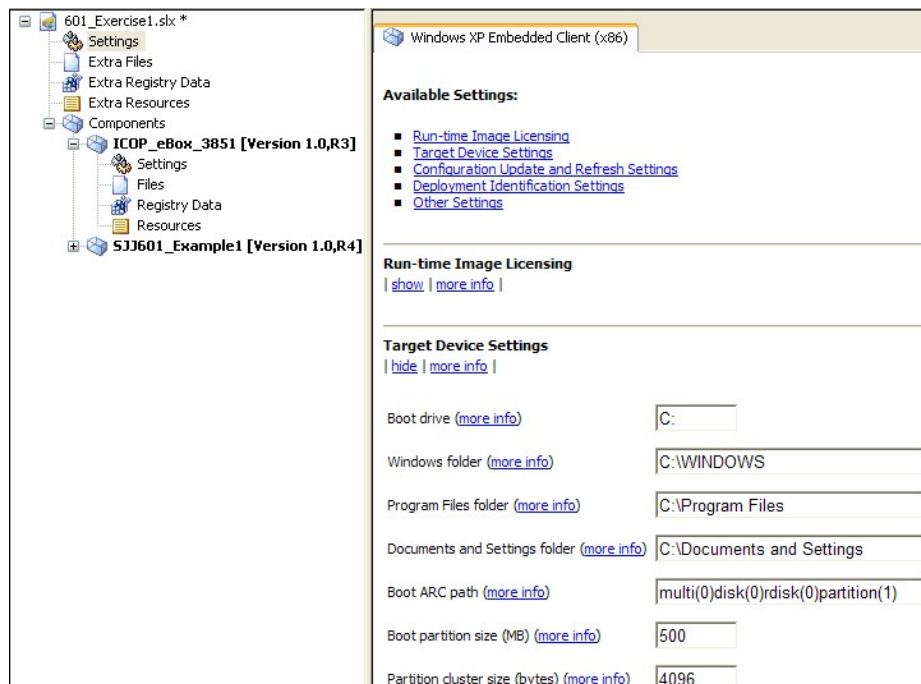 601_Exercise1.slx *
Settings
Extra Files
Extra Registry Data
Extra Resources
Components
ICOP_eBox_3851 [Version 1.0,R3]
Settings
Files
Registry Data
Resources
SJJ601_Example1 [Version 1.0,R4]
Windows XP Embedded Client (x86)
Available Settings:
Run-time Image Licensing
Target Device Settings
Configuration Update and Refresh Settings
Deployment Identification Settings
Other Settings
Run-time Image Licensing
| show | more info |
Target Device Settings
| hide | more info |
Boot drive (more info) C:
Windows folder (more info) C:\WINDOWS
Program Files folder (more info) C:\Program Files
Documents and Settings folder (more info) C:\Documents and Settings
Boot ARC path (more info) multi(0)disk(0)rdisk(0)partition(1)
Boot partition size (MB) (more info) 500
Partition cluster size (bytes) (more info) 4096